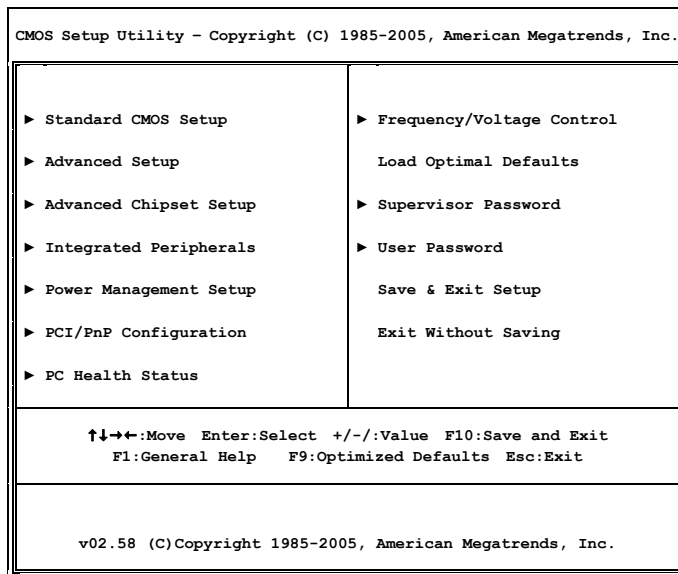 CMOS Setup Utility – Copyright (C) 1985-2005, American Megatrends, Inc.
► Standard CMOS Setup
► Advanced Setup
► Advanced Chipset Setup
► Integrated Peripherals
► Power Management Setup
► PCI/PnP Configuration
► PC Health Status
► Frequency/Voltage Control
Load Optimal Defaults
► Supervisor Password
► User Password
Save & Exit Setup
Exit Without Saving
↑↓→←:Move Enter:Select +/-/:Value F10:Save and Exit
F1:General Help F9:Optimized Defaults Esc:Exit
v02.58 (C)Copyright 1985-2005, American Megatrends, Inc.